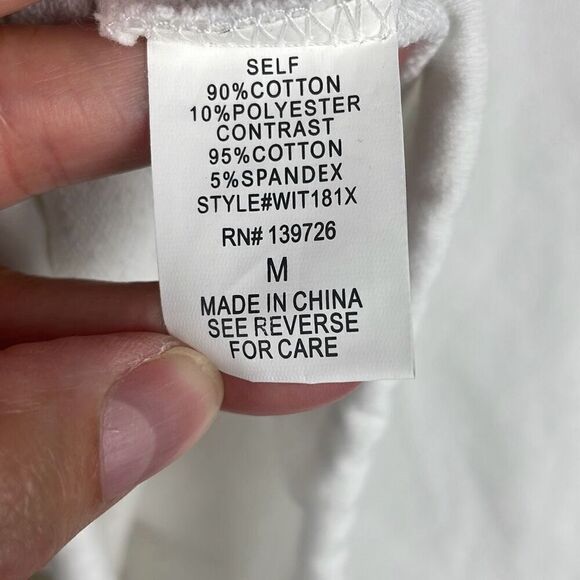 SELF
90%COTTON
10%POLYESTER
CONTRAST
95%COTTON
5%SPANDEX
STYLE#WIT181X
RN# 139726
M
MADE IN CHINA
SEE REVERSE
FOR CARE